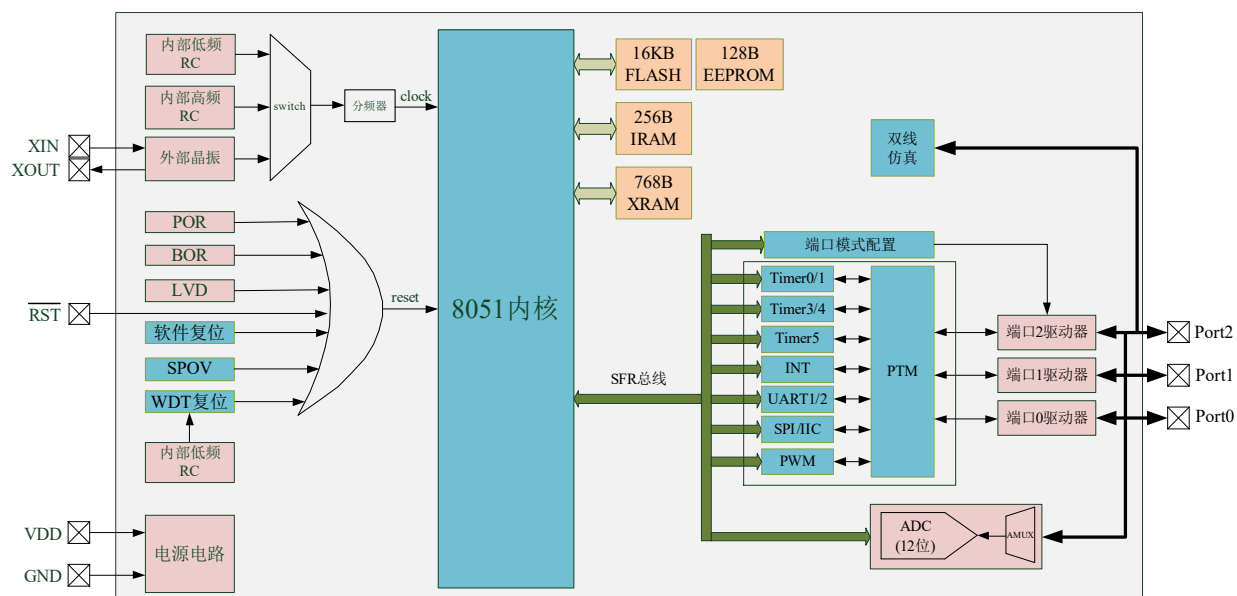 内部低频
RC
内部高频
RC
外部晶振
XIN
XOUT
switch
分频器
clock
POR
BOR
LVD
RST
软件复位
SPOV
WDT复位
内部低频
RC
reset
VDD
GND
电源电路
8051内核
16KB
FLASH
128B
EEPROM
256B
IRAM
768B
XRAM
双线
仿真
SFR总线
端口模式配置
Timer0/1
Timer3/4
Timer5
INT
UART1/2
SPI/IIC
PWM
PTM
端口2驱动器
端口1驱动器
端口0驱动器
Port2
Port1
Port0
ADC
(12位)
AMUX